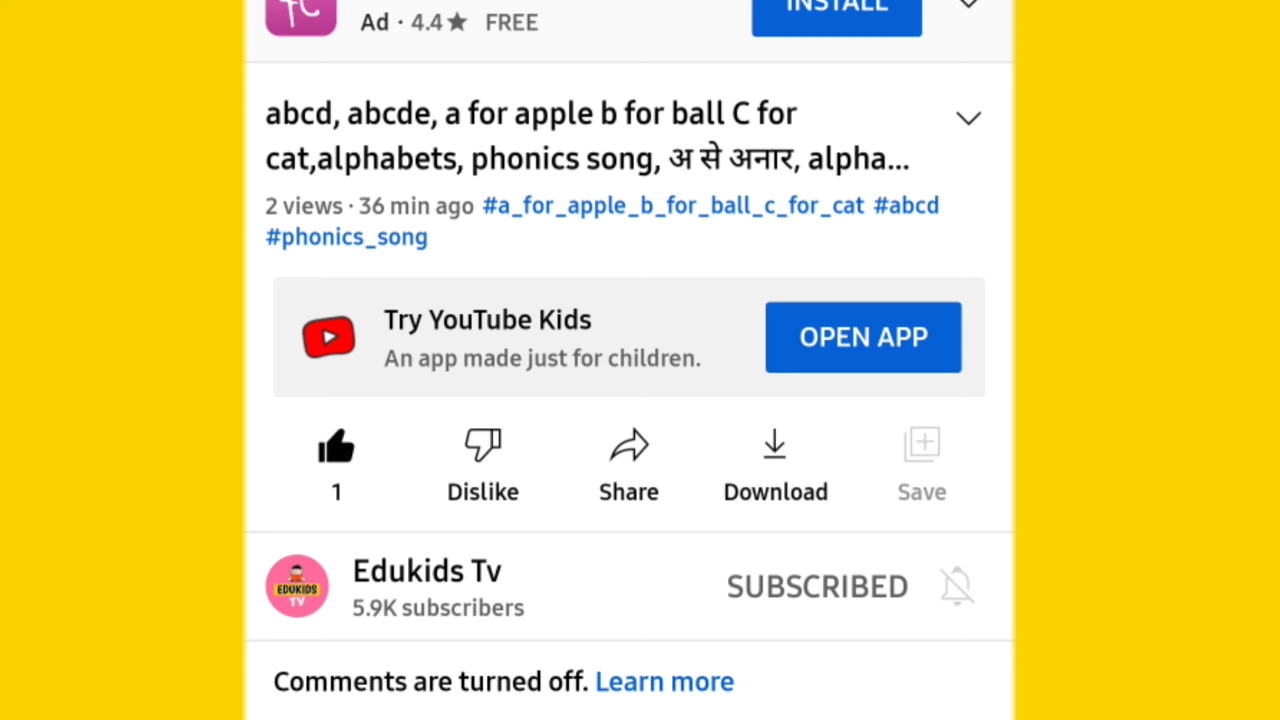 INSTALL
Ad · 4.4★ FREE
abcd, abcde, a for apple b for ball C for
cat,alphabets, phonics song, अ से अनार, alpha...
2 views · 36 min ago #a_for_apple_b_for_ball_c_for_cat #abcd
#phonics_song
Try YouTube Kids
An app made just for children.
OPEN APP
1
Dislike
Share
Download
Save
EDUKIDS
TV
Edukids Tv
5.9K subscribers
SUBSCRIBED
Comments are turned off. Learn more